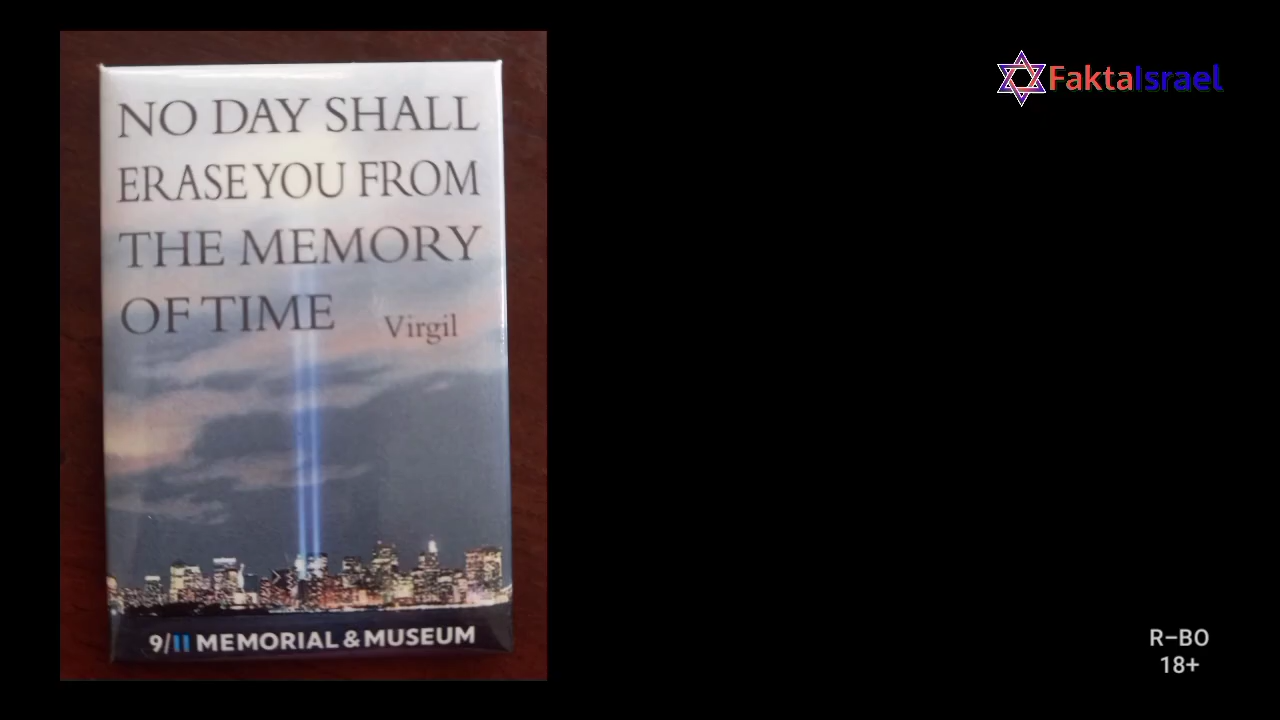 NO DAY SHALL
ERASE YOU FROM
THE MEMORY
OF TIME
Virgil
9/11 MEMORIAL & MUSEUM
FaktaIsrael
R-BO
18+